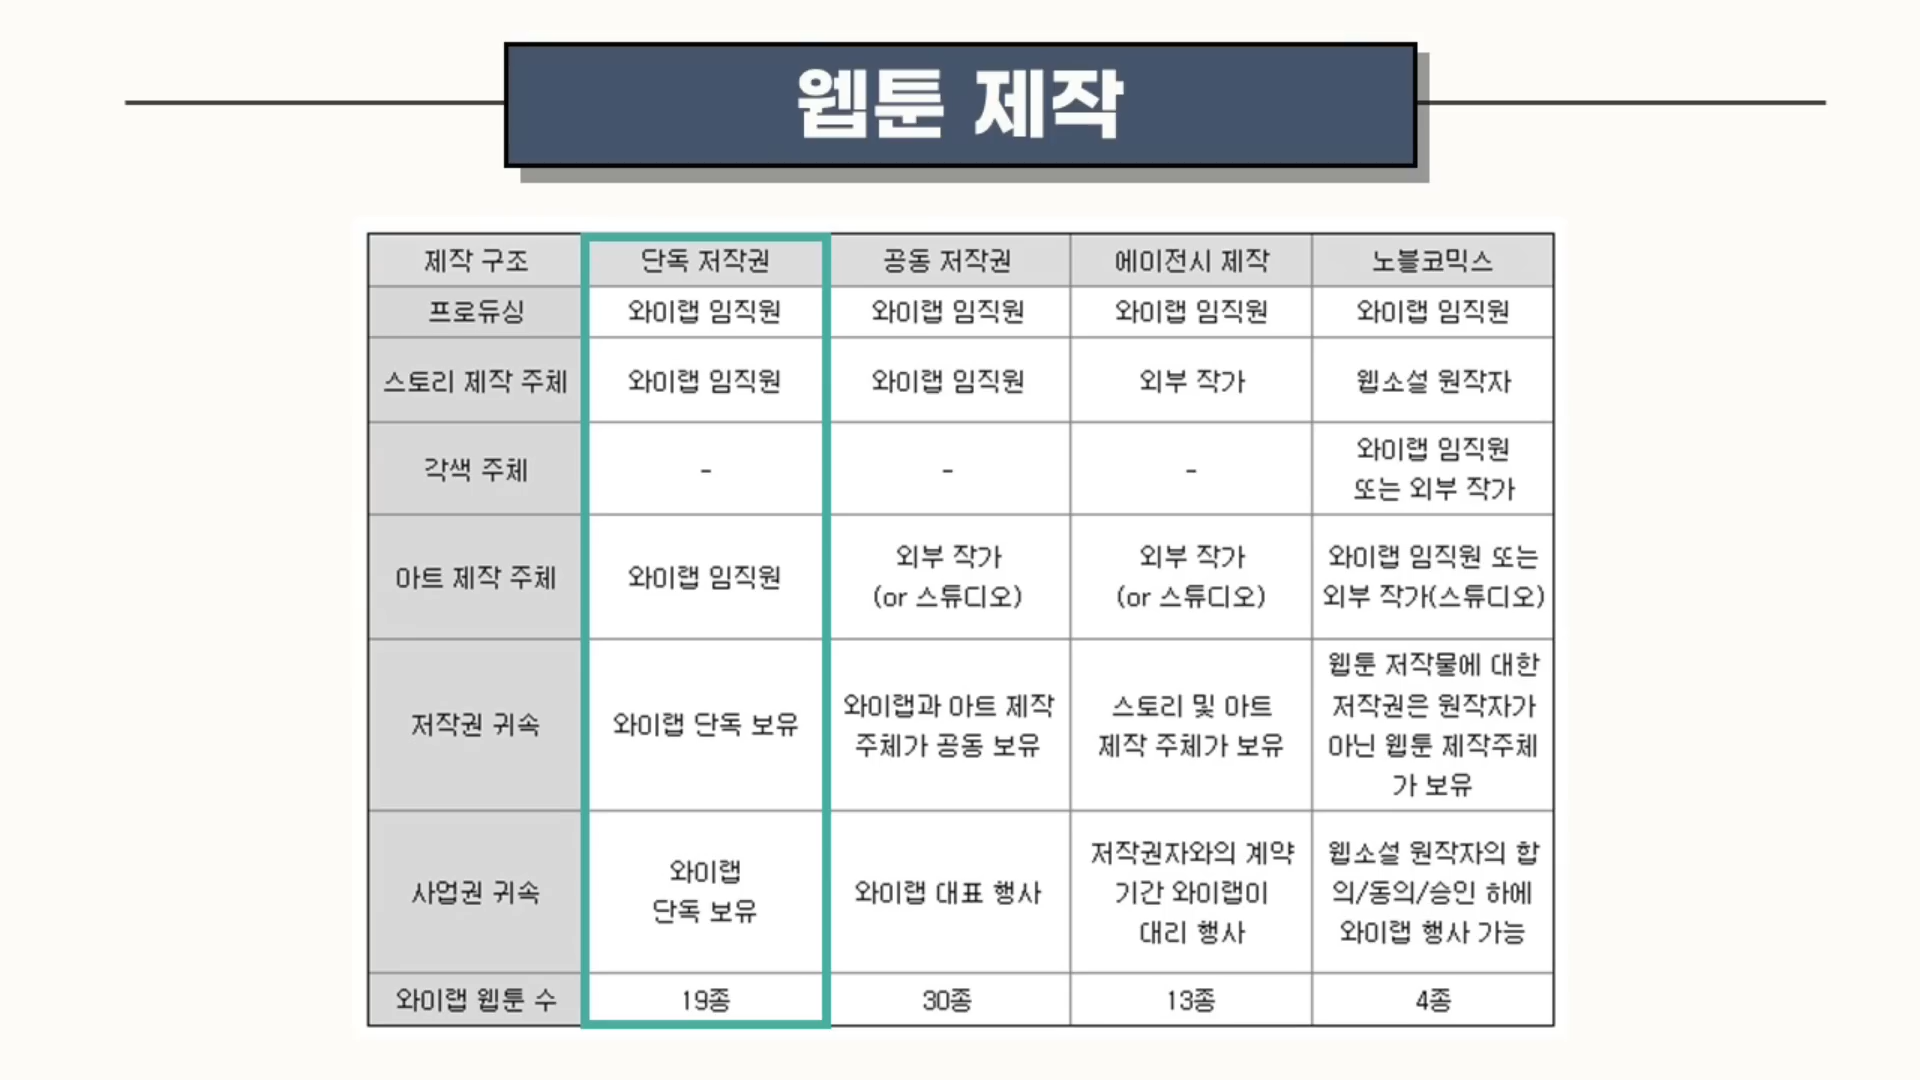 웹툰 제작
제작 구조 단독 저작권 공동 저작권 에이전시 제작 노블코믹스
프로듀싱 와이랩 임직원 와이랩 임직원 와이랩 임직원 와이랩 임직원
스토리 제작 주체 와이랩 임직원 와이랩 임직원 외부 작가 웹소설 원작자
각색 주체 - - - 와이랩 임직원
또는 외부 작가
아트 제작 주체 와이랩 임직원 외부 작가
(or 스튜디오) 외부 작가
(or 스튜디오) 와이랩 임직원 또는
외부 작가(스튜디오)
저작권 귀속 와이랩 단독 보유 와이랩과 아트 제작
주체가 공동 보유 스토리 및 아트
제작 주체가 보유 웹툰 저작물에 대한
저작권은 원작자가
아닌 웹툰 제작주체
가 보유
사업권 귀속 와이랩
단독 보유 와이랩 대표 행사 저작권자와의 계약
기간 와이랩이
대리 행사 웹소설 원작자의 합
의/동의/승인 하에
와이랩 행사 가능
와이랩 웹툰 수 19종 30종 13종 4종